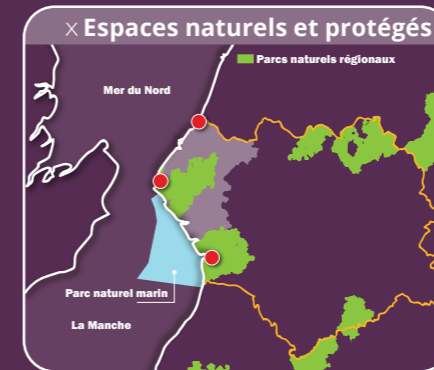 x Espaces naturels et protégés
Parcs naturels régionaux
Mer du Nord
Parc naturel marin
La Manche